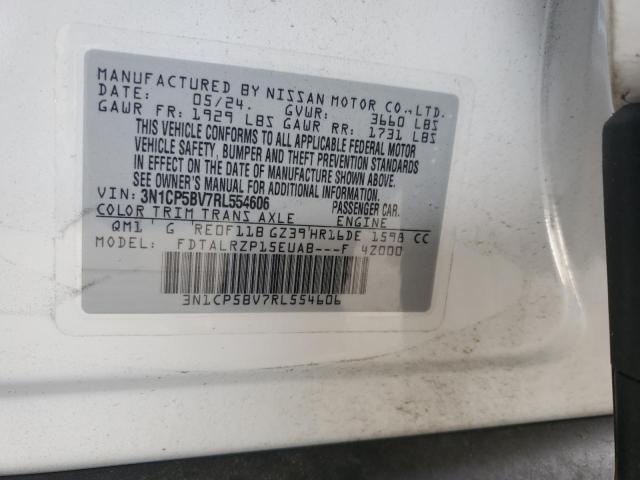 MANUFACTURED BY NISSAN MOTOR CO., LTD.
DATE: 05/24. GVWR: 3660 LBS
GAWR FR: 1929 LBS GAWR RR: 1731 LBS
THIS VEHICLE CONFORMS TO ALL APPLICABLE FEDERAL MOTOR
VEHICLE SAFETY, BUMPER AND THEFT PREVENTION STANDARDS
IN EFFECT ON THE DATE OF MANUFACTURE SHOWN ABOVE.
SEE OWNER'S MANUAL FOR ADDITIONAL INFORMATION.
VIN: 3N1CP5BV7RL554606 PASSENGER CAR.
COLOR TRIM TRANS AXLE ENGINE
QM1 G RE0F11B GZ39 HR16DE 1598 CC
MODEL: FDTALRZP15EUAB---F 42000
3N1CP5BV7RL554606